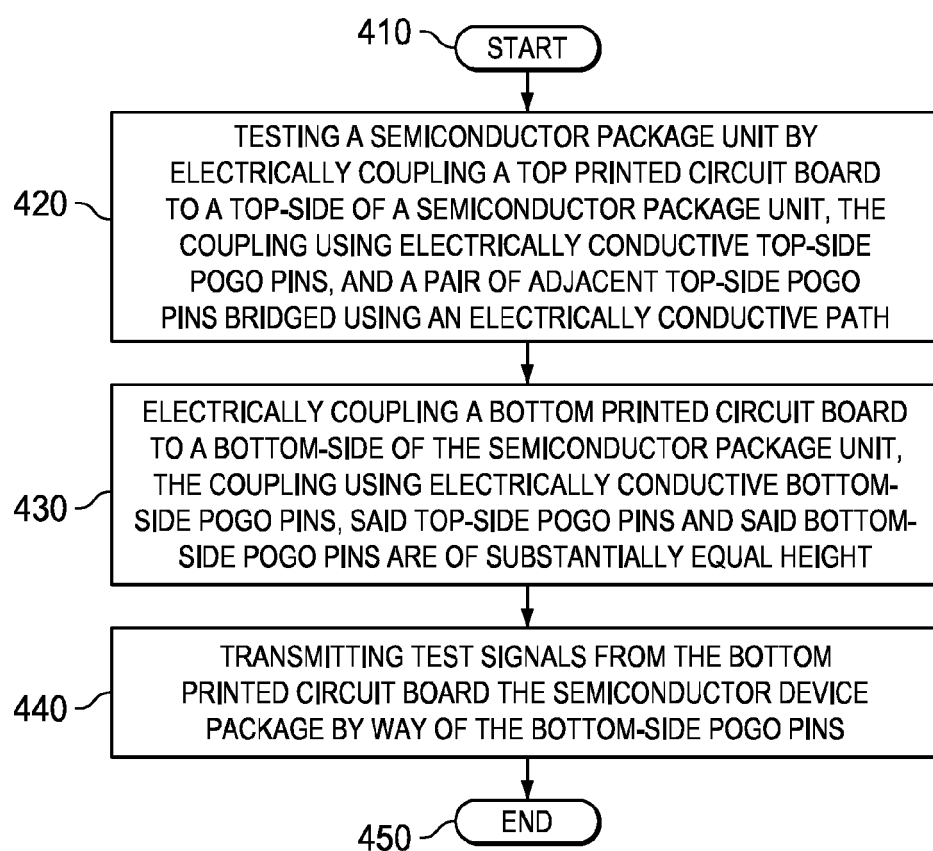 410
START
420
TESTING A SEMICONDUCTOR PACKAGE UNIT BY
ELECTRICALLY COUPLING A TOP PRINTED CIRCUIT BOARD
TO A TOP-SIDE OF A SEMICONDUCTOR PACKAGE UNIT, THE
COUPLING USING ELECTRICALLY CONDUCTIVE TOP-SIDE
POGO PINS, AND A PAIR OF ADJACENT TOP-SIDE POGO
PINS BRIDGED USING AN ELECTRICALLY CONDUCTIVE PATH
430
ELECTRICALLY COUPLING A BOTTOM PRINTED CIRCUIT BOARD
TO A BOTTOM-SIDE OF THE SEMICONDUCTOR PACKAGE UNIT,
THE COUPLING USING ELECTRICALLY CONDUCTIVE BOTTOM-
SIDE POGO PINS, SAID TOP-SIDE POGO PINS AND SAID BOTTOM-
SIDE POGO PINS ARE OF SUBSTANTIALLY EQUAL HEIGHT
440
TRANSMITTING TEST SIGNALS FROM THE BOTTOM
PRINTED CIRCUIT BOARD THE SEMICONDUCTOR DEVICE
PACKAGE BY WAY OF THE BOTTOM-SIDE POGO PINS
450
END